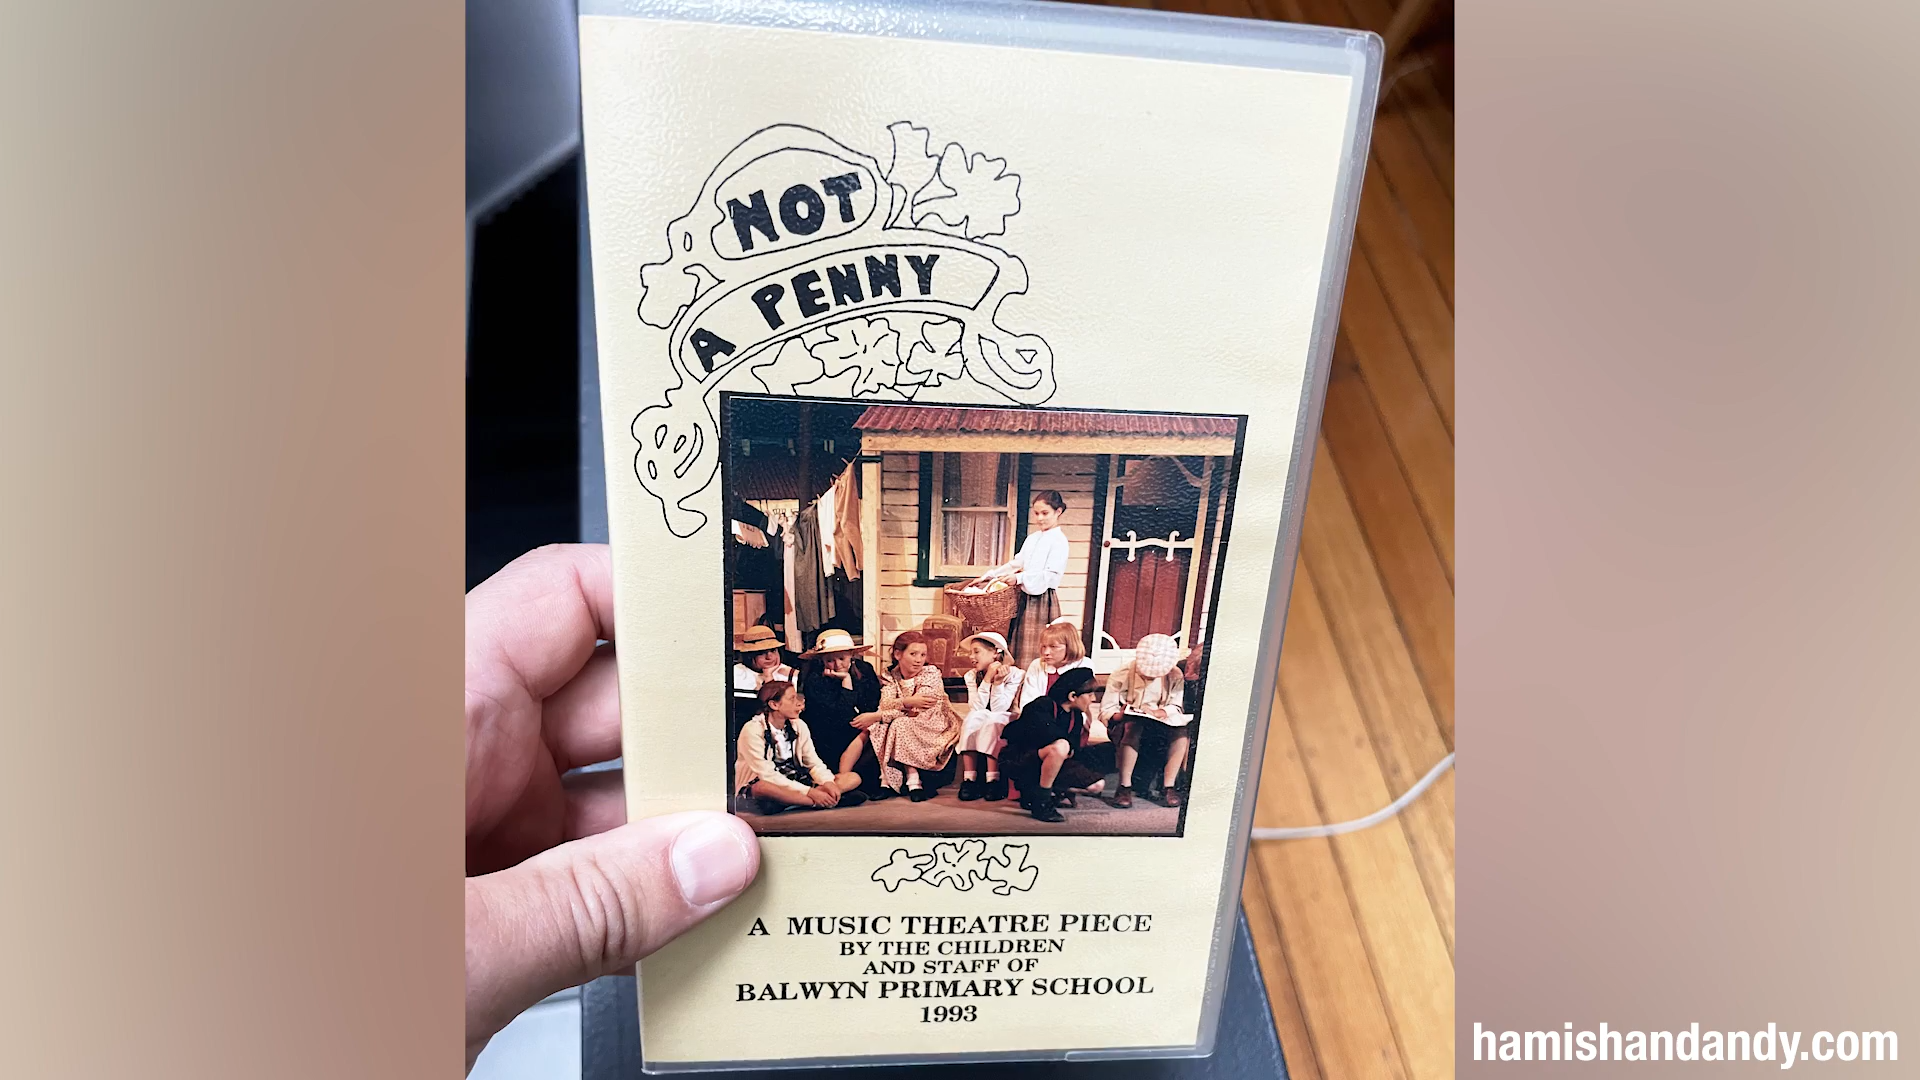 NOT
A PENNY
A MUSIC THEATRE PIECE
BY THE CHILDREN
AND STAFF OF
BALWYN PRIMARY SCHOOL
1993
hamishandandy.com